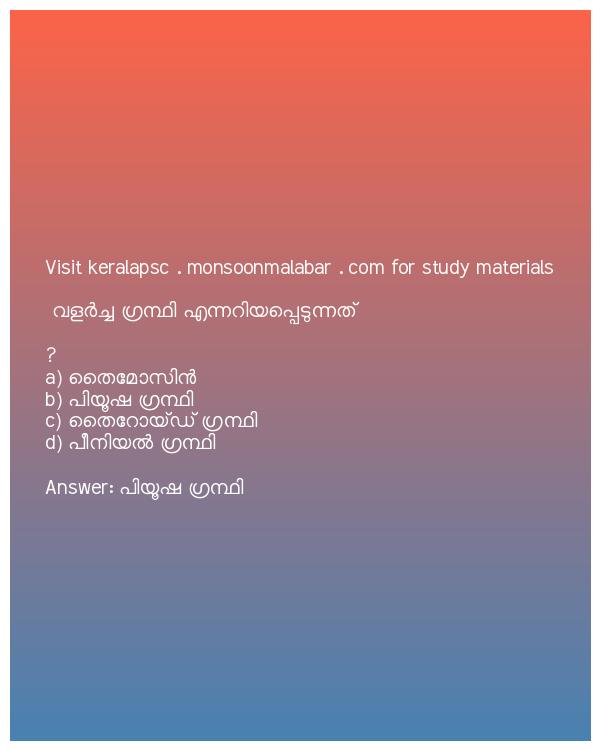 Visit keralapsc . monsoonmalabar . com for study materials
വളർച്ച ഗ്രന്ഥി എന്നറിയപ്പെടുന്നത്
?
a) തൈമോസിൻ
b) പിയൂഷ ഗ്രന്ഥി
c) തൈറോയ്ഡ് ഗ്രന്ഥി
d) പീനിയൽ ഗ്രന്ഥി
Answer: പിയൂഷ ഗ്രന്ഥി